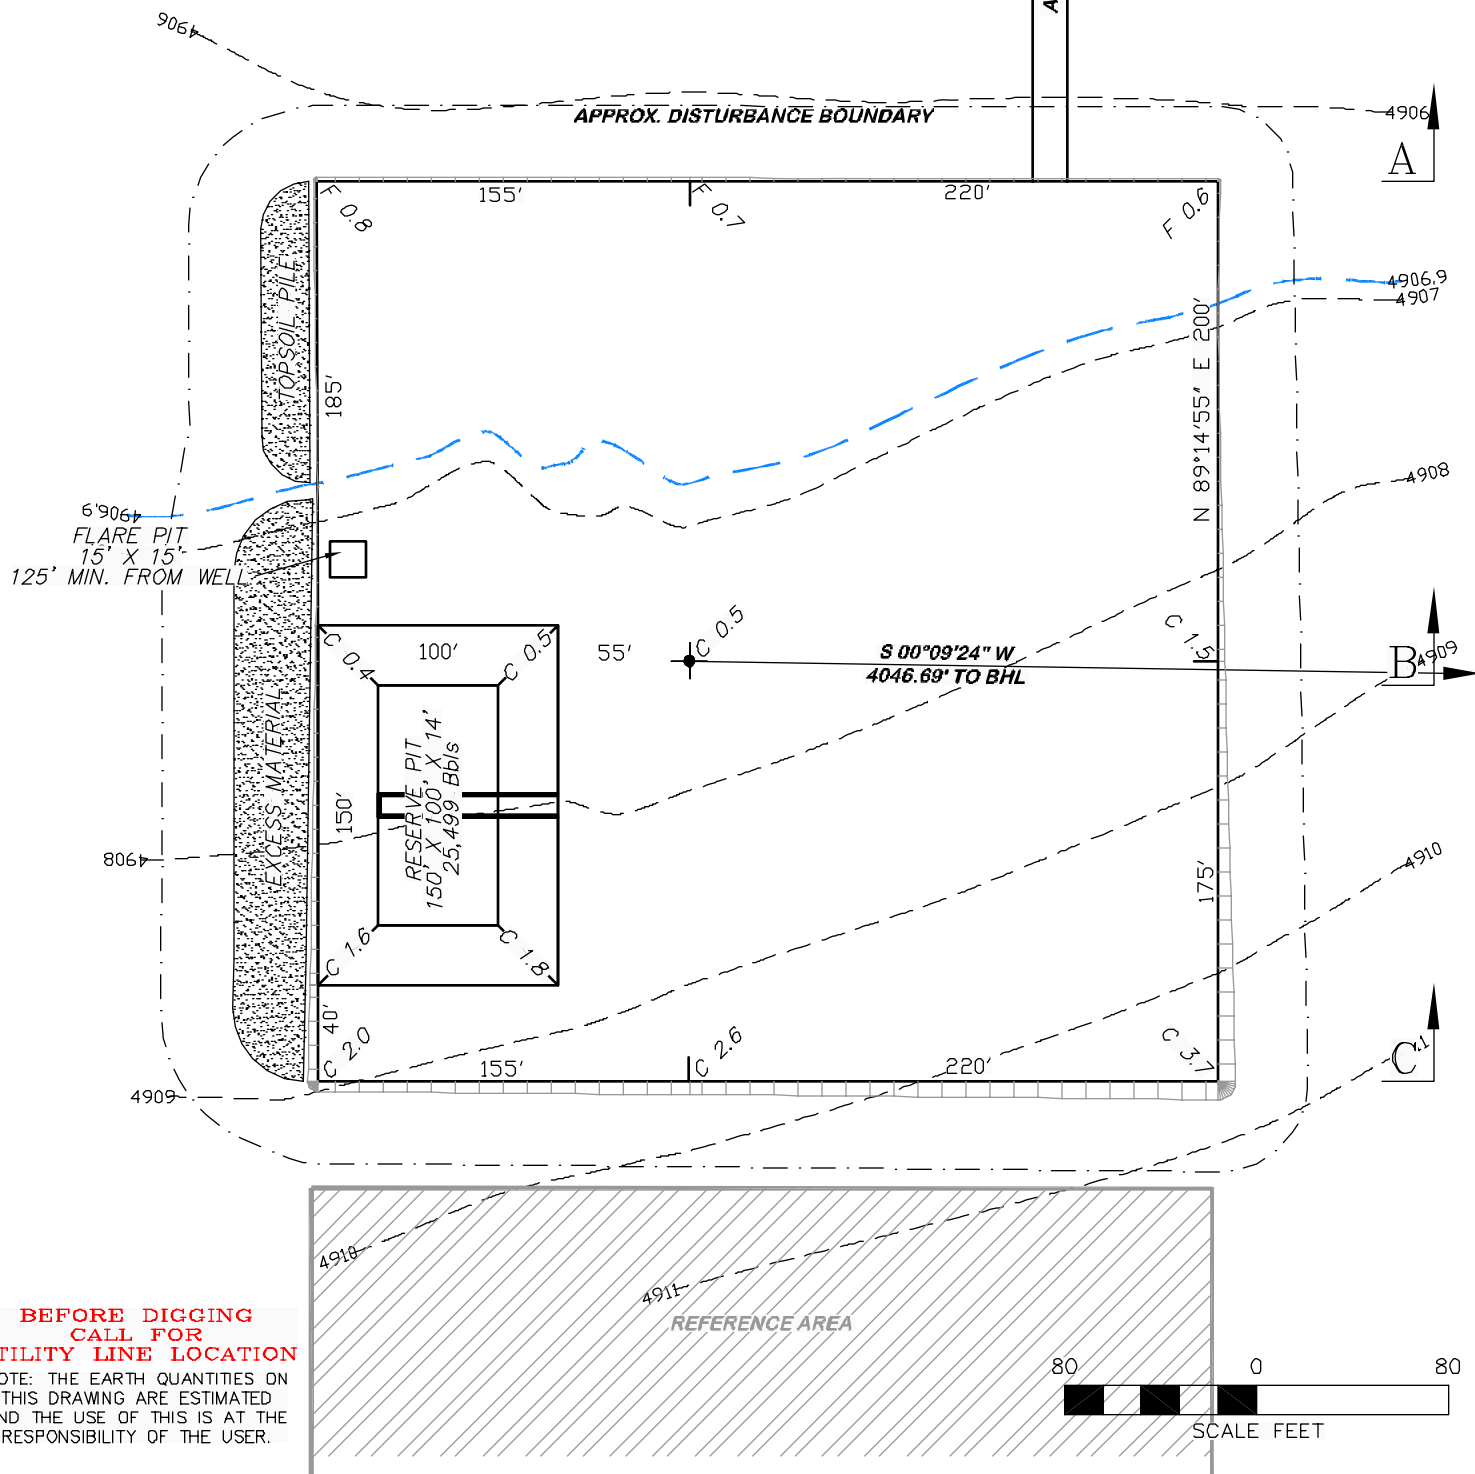 A
4906
4906
APPROX. DISTURBANCE BOUNDARY
A
155'
220'
F 0.8
F 0.7
F 0.6
TOPSOIL PILE
185'
4906.9
4907
N 89°14'55" E 200'
4908
4906.9
FLARE PIT
15' X 15'
125' MIN. FROM WELL
C 0.5
C 1.5
C 0.4
100'
C 0.5
55'
S 00°09'24" W
4046.69' TO BHL
B
4909
EXCESS MATERIAL
150'
RESERVE PIT
150' X 100' X 14'
25,499 Bbls
4908
4910
175'
C 1.6
C 1.8
40'
C 2.0
C 2.6
C 3.7
155'
220'
C
4909
4910
4911
REFERENCE AREA
BEFORE DIGGING
CALL FOR
TILITY LINE LOCATION
OTE: THE EARTH QUANTITIES ON
THIS DRAWING ARE ESTIMATED
ND THE USE OF THIS IS AT THE
RESPONSIBILITY OF THE USER.
80 0 80
SCALE FEET